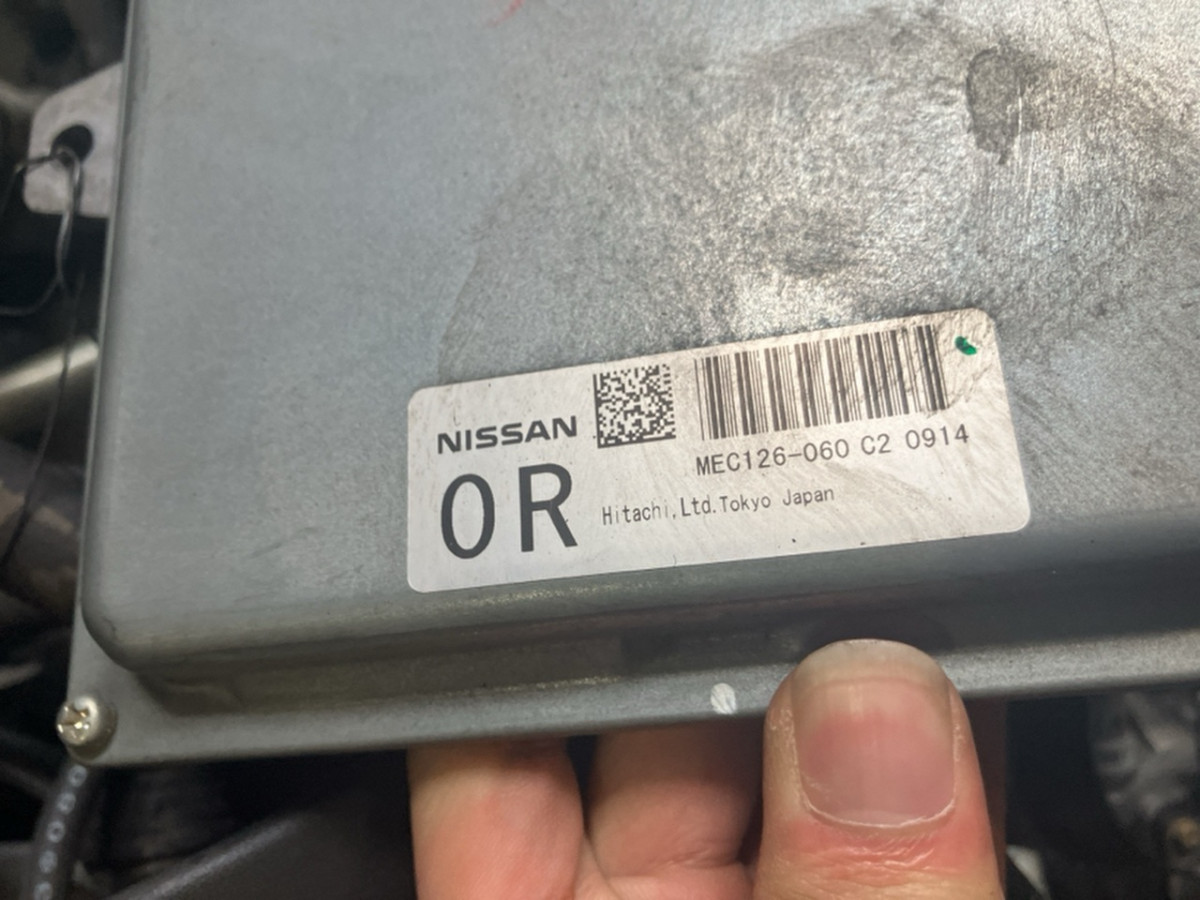 NISSAN
MEC126-060 C2 0914
0R Hitachi,Ltd.Tokyo Japan